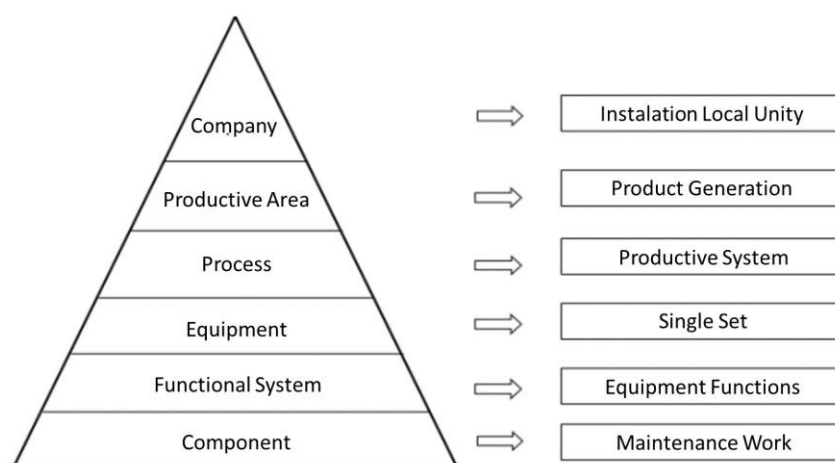 Company
Instalation Local Unity
Productive Area
Product Generation
Process
Productive System
Equipment
Single Set
Functional System
Equipment Functions
Component
Maintenance Work